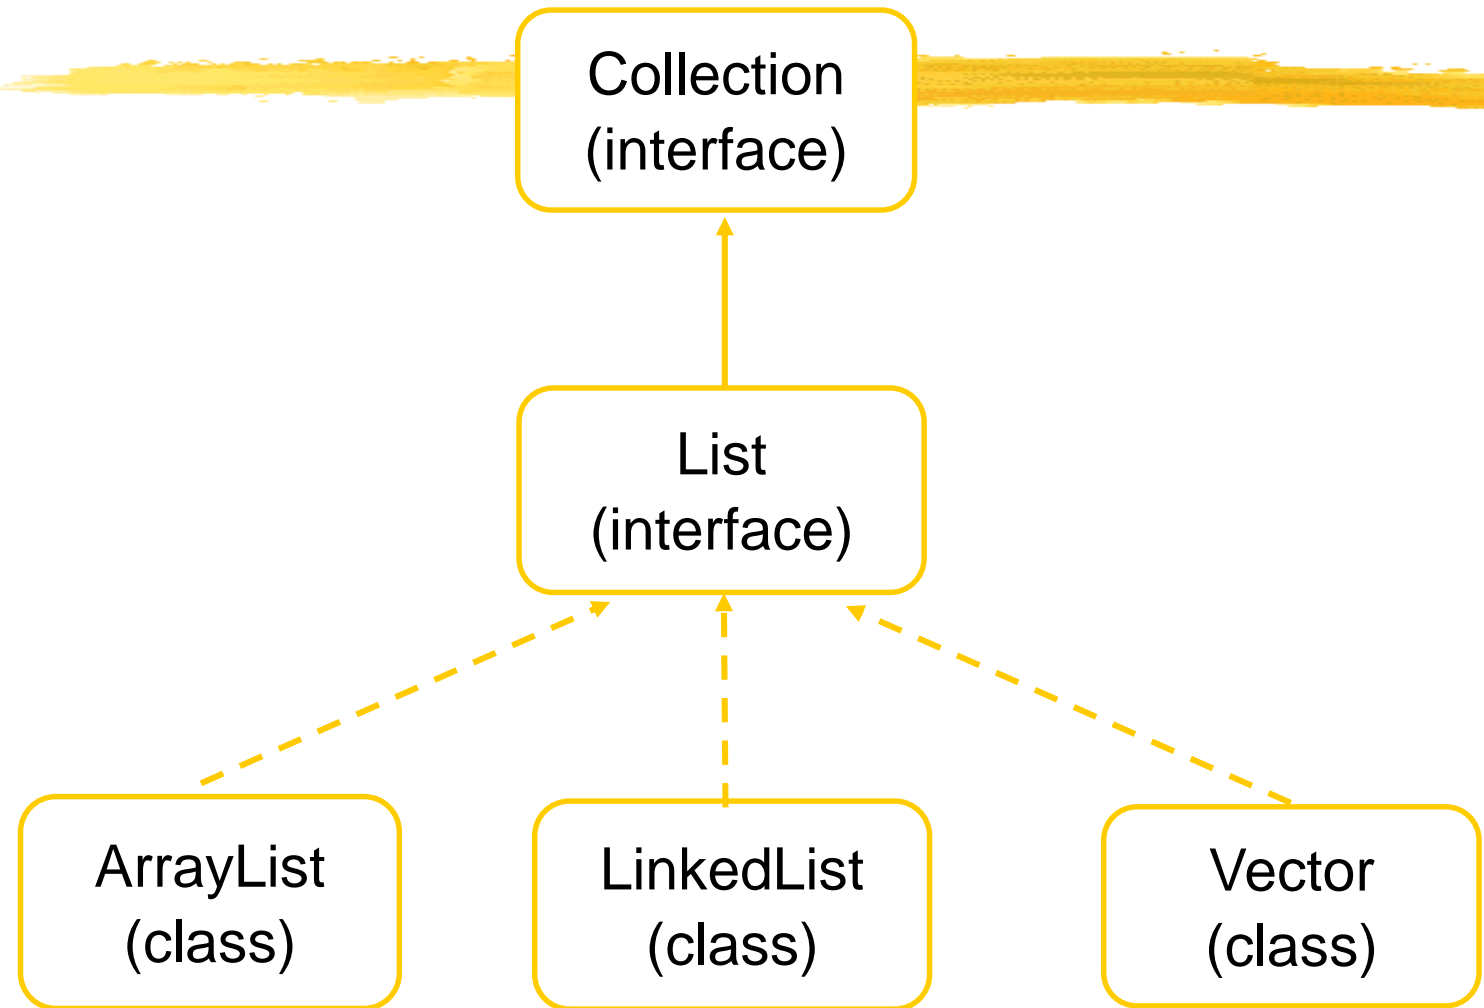 Collection
(interface)
List
(interface)
ArrayList
(class)
LinkedList
(class)
Vector
(class)